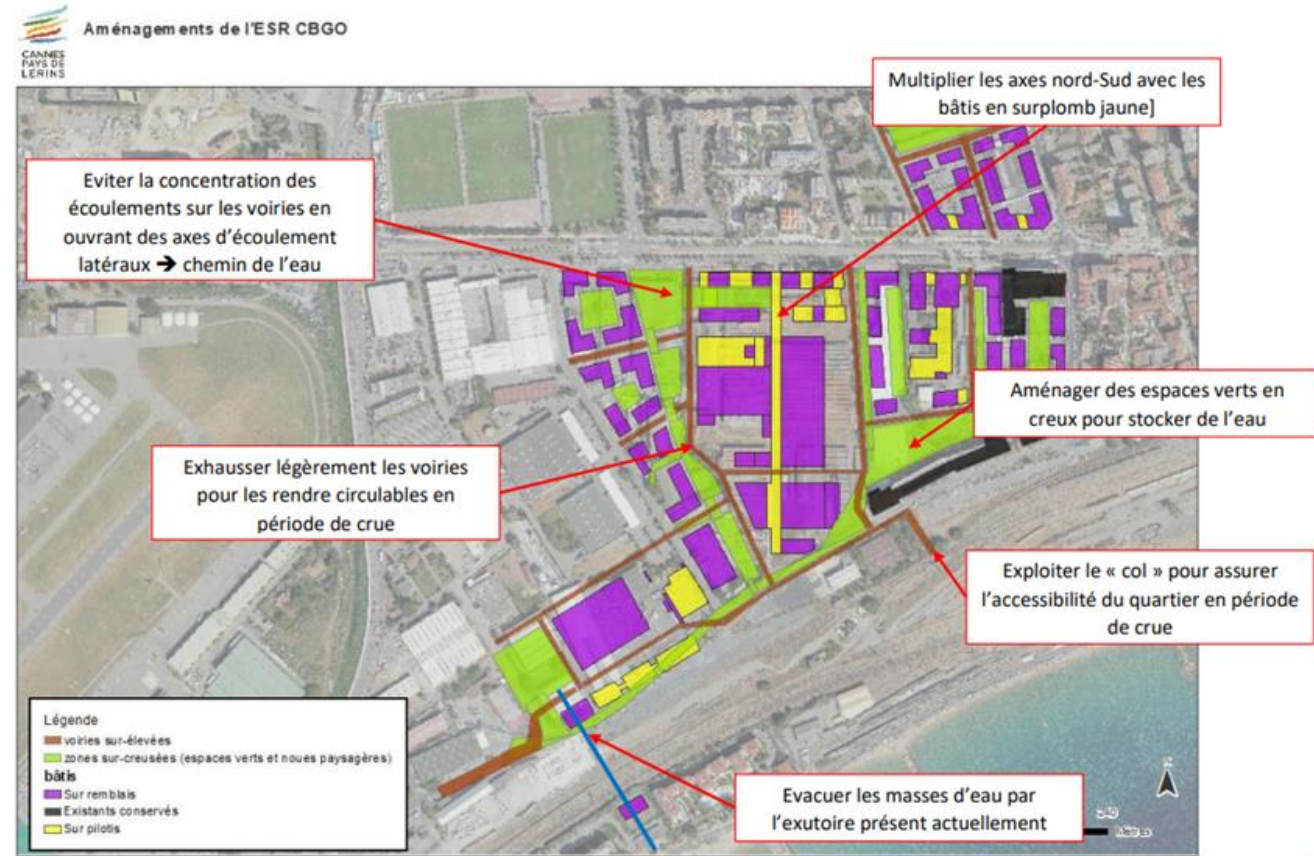 Aménagements de l'ESR CBGO
CANNES
PAYS DE
LERINS
Multiplier les axes nord-Sud avec les
bâtis en surplomb jaune]
Eviter la concentration des
écoulements sur les voiries en
ouvrant des axes d'écoulement
latéraux ➔ chemin de l'eau
Aménager des espaces verts en
creux pour stocker de l'eau
Exhausser légèrement les voiries
pour les rendre circulables en
période de crue
Exploiter le « col » pour assurer
l'accessibilité du quartier en période
de crue
Légende
voiries sur-élevées
zones sur-creusées (espaces verts et noues paysagères)
bâtis
Sur remblais
Existants conservés
Sur pilotis
Evacuer les masses d'eau par
l'exutoire présent actuellement
Mètres